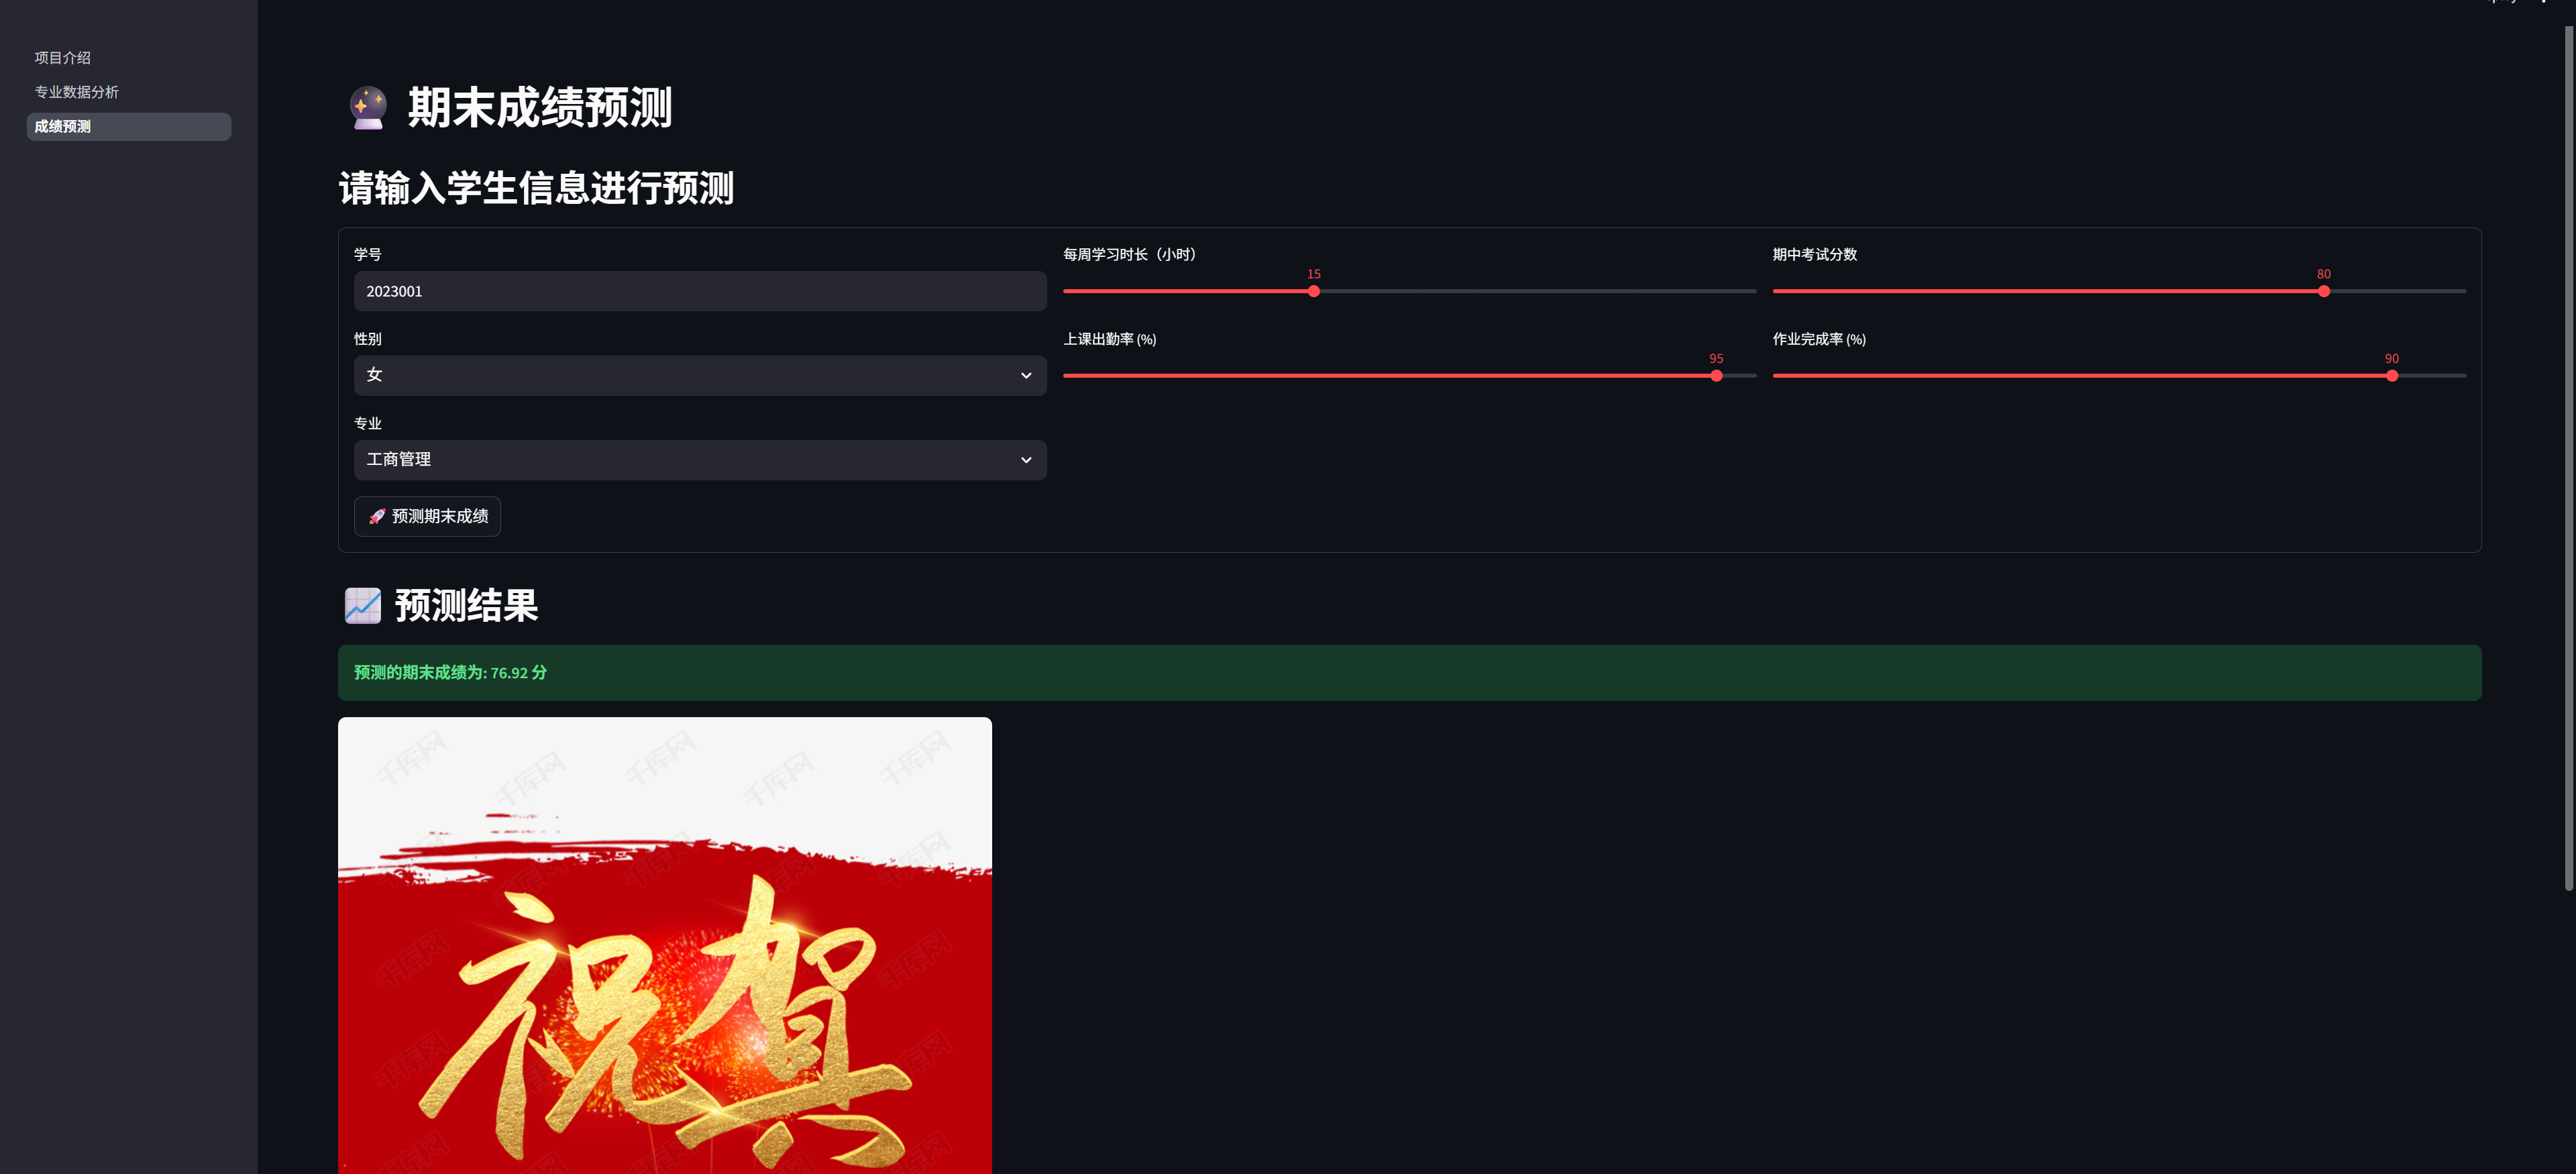 项目介绍
专业数据分析
成绩预测
期末成绩预测
请输入学生信息进行预测
学号
2023001
性别
女
专业
工商管理
每周学习时长（小时）
15
上课出勤率 (%)
95
期中考试分数
80
作业完成率 (%)
90
预测期末成绩
预测结果
预测的期末成绩为: 76.92 分
千库网 千库网 千库网 千库网 千库网
祝贺